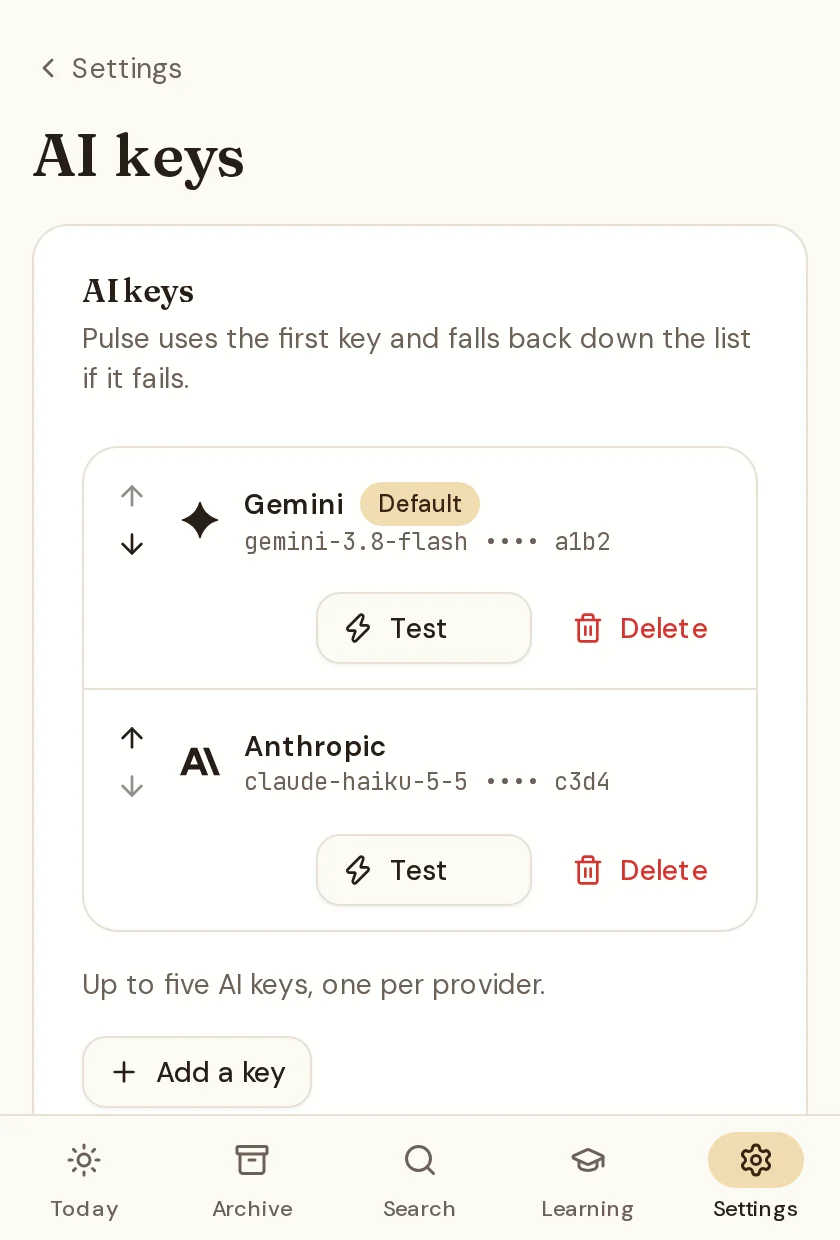 Settings
AI keys
AI keys
Pulse uses the first key and falls back down the list
if it fails.
Gemini Default
gemini-3.8-flash •••• a1b2
Test Delete
Anthropic
claude-haiku-5-5 •••• c3d4
Test Delete
Up to five AI keys, one per provider.
Add a key
Today Archive Search Learning Settings